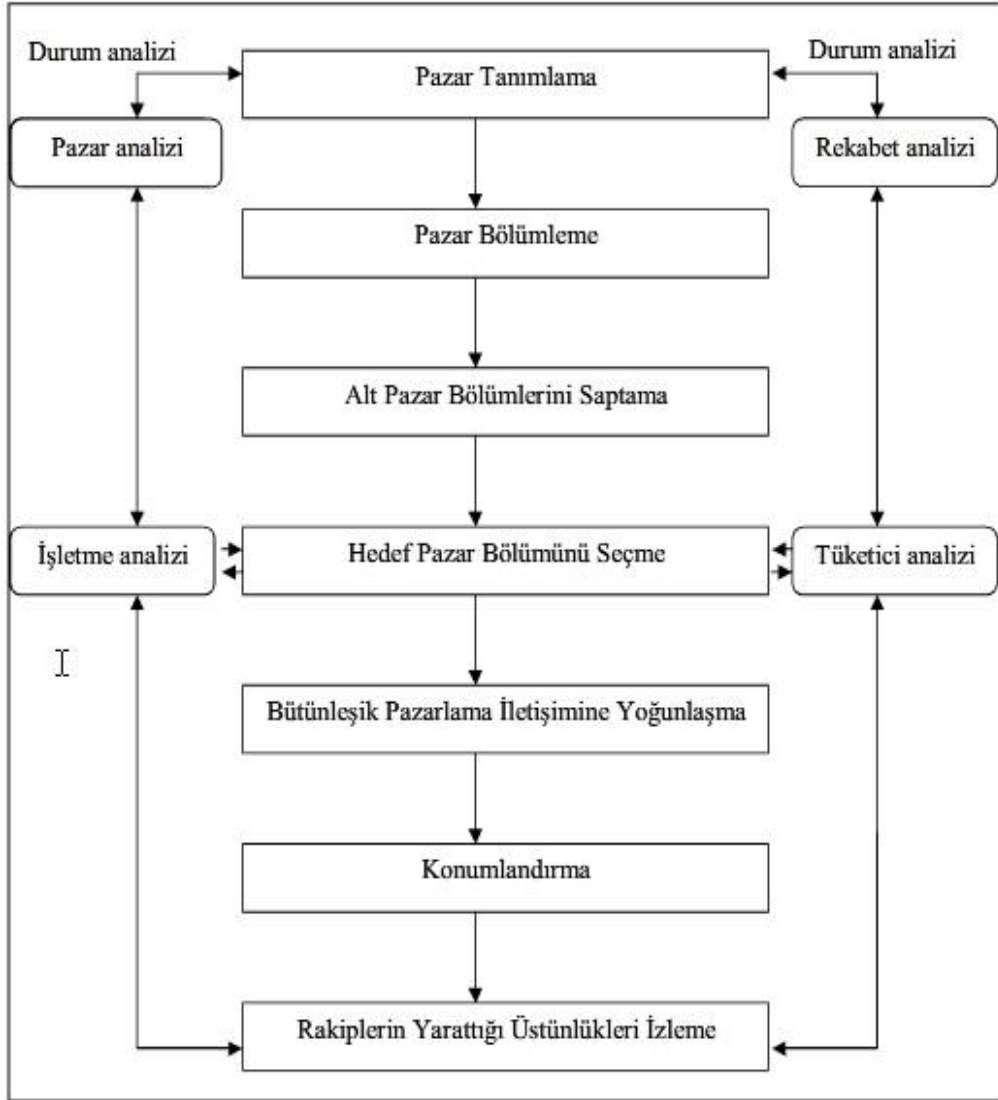 Durum analizi
Durum analizi
Pazar Tanımlama
Pazar analizi
Rekabet analizi
Pazar Bölümleme
Alt Pazar Bölümlerini Saptama
İşletme analizi
Hedef Pazar Bölümünü Seçme
Tüketici analizi
Bütünleşik Pazarlama İletişimine Yoğunlaşma
Konumlandırma
Rakiplerin Yarattığı Üstünlükleri İzleme